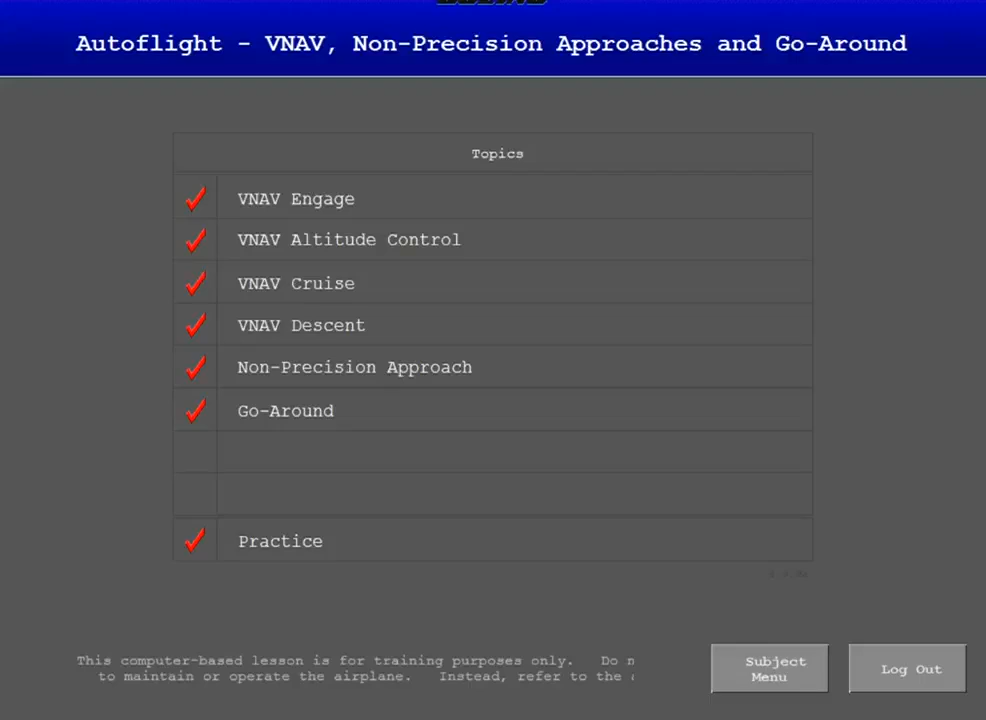 Autoflight - VNAV, Non-Precision Approaches and Go-Around
Topics
VNAV Engage
VNAV Altitude Control
VNAV Cruise
VNAV Descent
Non-Precision Approach
Go-Around
Practice
This computer-based lesson is for training purposes only. Do
to maintain or operate the airplane. Instead, refer to the
Subject
Menu
Log Out